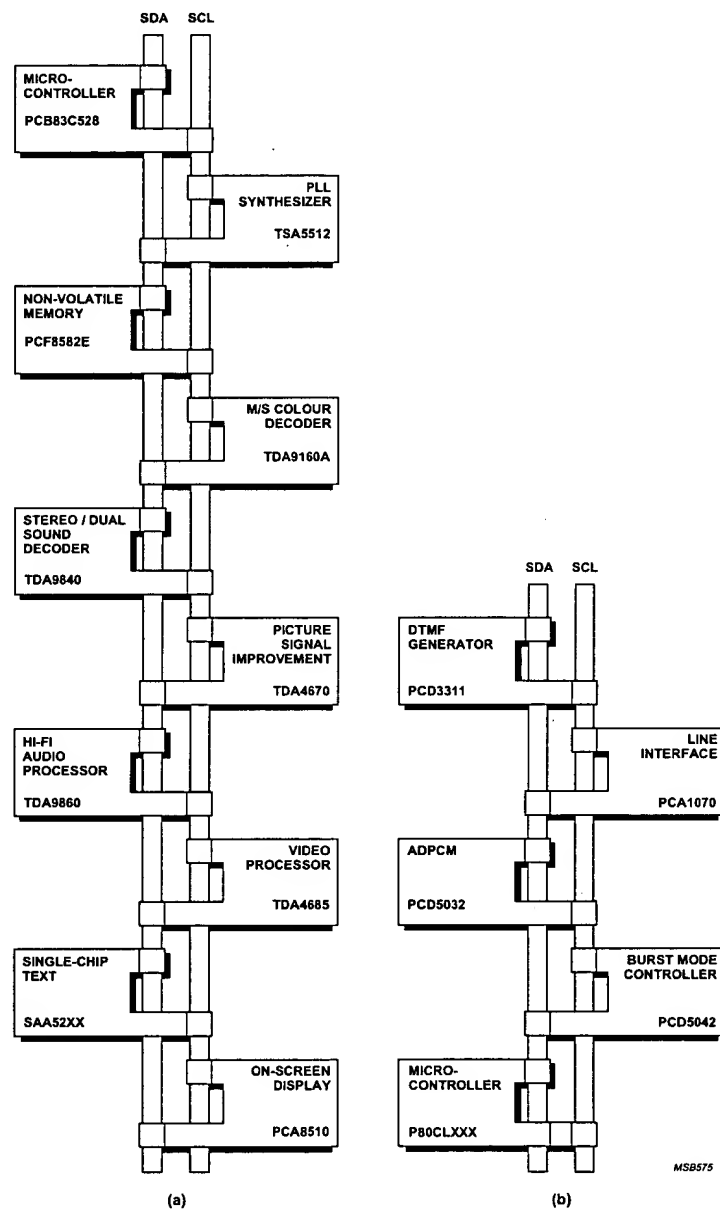 SDA SCL
MICRO-
CONTROLLER
PCB83C528
PLL
SYNTHESIZER
TSA5512
NON-VOLATILE
MEMORY
PCF8582E
M/S COLOUR
DECODER
TDA9160A
STEREO / DUAL
SOUND
DECODER
TDA9840
PICTURE
SIGNAL
IMPROVEMENT
TDA4670
HI-FI
AUDIO
PROCESSOR
TDA9860
VIDEO
PROCESSOR
TDA4685
SINGLE-CHIP
TEXT
SAA52XX
ON-SCREEN
DISPLAY
PCA8510
(a)
SDA SCL
DTMF
GENERATOR
PCD3311
LINE
INTERFACE
PCA1070
ADPCM
PCD5032
BURST MODE
CONTROLLER
PCD5042
MICRO-
CONTROLLER
P80CLXXX
MSB575
(b)